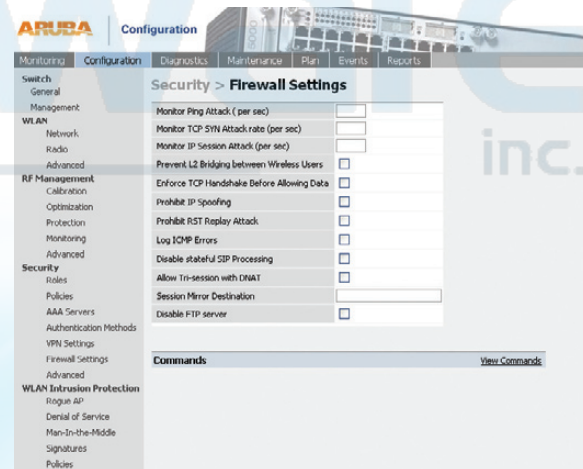 ARUBA
Configuration
Monitoring Configuration Diagnostics Maintenance Plan Events Reports
Switch
General
Management
WLAN
Network
Radio
Advanced
RF Management
Calibration
Optimization
Protection
Monitoring
Advanced
Security
Roles
Policies
AAA Servers
Authentication Methods
VPN Settings
Firewall Settings
Advanced
WLAN Intrusion Protection
Rogue AP
Denial of Service
Man-In-the-Middle
Signatures
Policies
Security > Firewall Settings
Monitor Ping Attack ( per sec)
Monitor TCP SYN Attack rate (per sec)
Monitor IP Session Attack (per sec)
Prevent L2 Bridging between Wireless Users
Enforce TCP Handshake Before Allowing Data
Prohibit IP Spoofing
Prohibit RST Replay Attack
Log ICMP Errors
Disable stateful SIP Processing
Allow Tri-session with DNAT
Session Mirror Destination
Disable FTP server
Commands View Commands
inc.